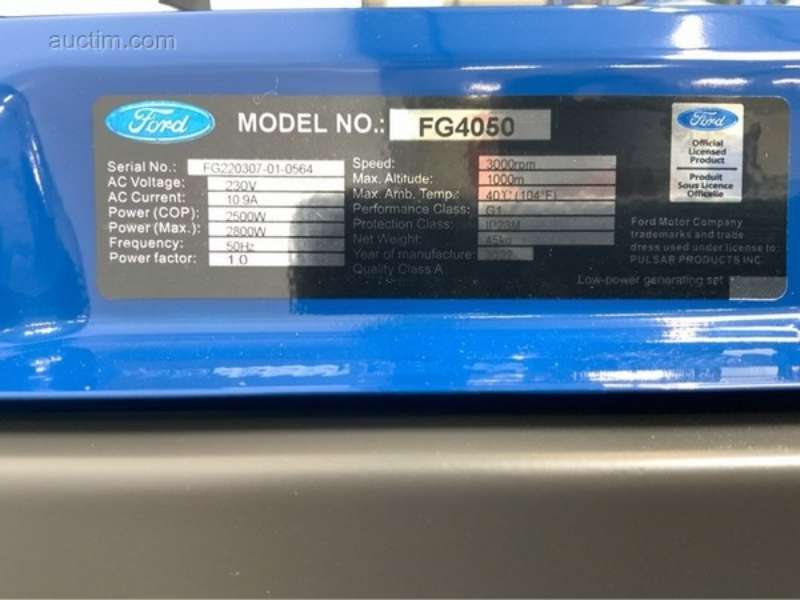 auctim.com
Ford MODEL NO.: FG4050
Serial No.: FG220307-01-0564
AC Voltage: 230V
AC Current: 10.9A
Power (COP): 2500W
Power (Max.): 2800W
Frequency: 50Hz
Power factor: 1.0
Speed: 3000rpm
Max. Altitude: 1000m
Max. Amb. Temp.: 40℃(104℉)
Performance Class: G1
Protection Class: IP23M
Net Weight: 45kg
Year of manufacture: 2022
Quality Class A
Ford
Official
Licensed
Product
Produit
Sous Licence
Officielle
Ford Motor Company
trademarks and trade
dress used under license to:
PULSAR PRODUCTS INC.
Low-power generating set